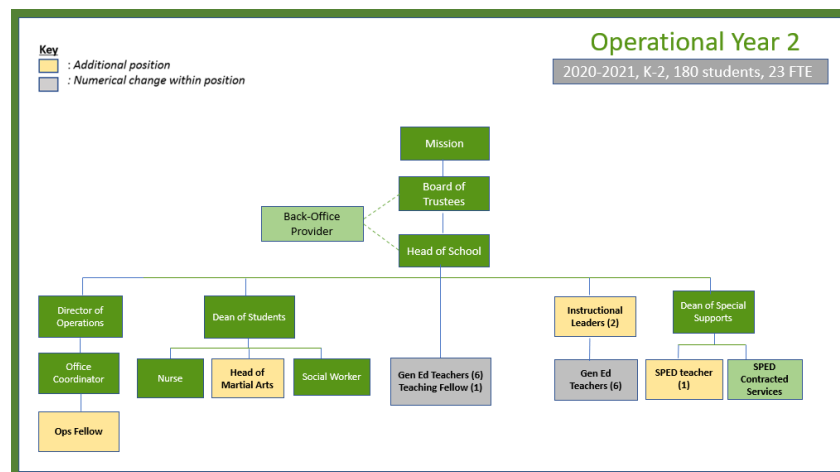 Operational Year 2
2020-2021, K-2, 180 students, 23 FTE
Key
: Additional position
: Numerical change within position
Mission
Board of
Trustees
Back-Office
Provider
Head of School
Director of
Operations
Dean of Students
Instructional
Leaders (2)
Dean of Special
Supports
Office
Coordinator
Nurse
Head of
Martial Arts
Social Worker
Gen Ed Teachers (6)
Teaching Fellow (1)
Gen Ed
Teachers (6)
SPED teacher
(1)
SPED
Contracted
Services
Ops Fellow